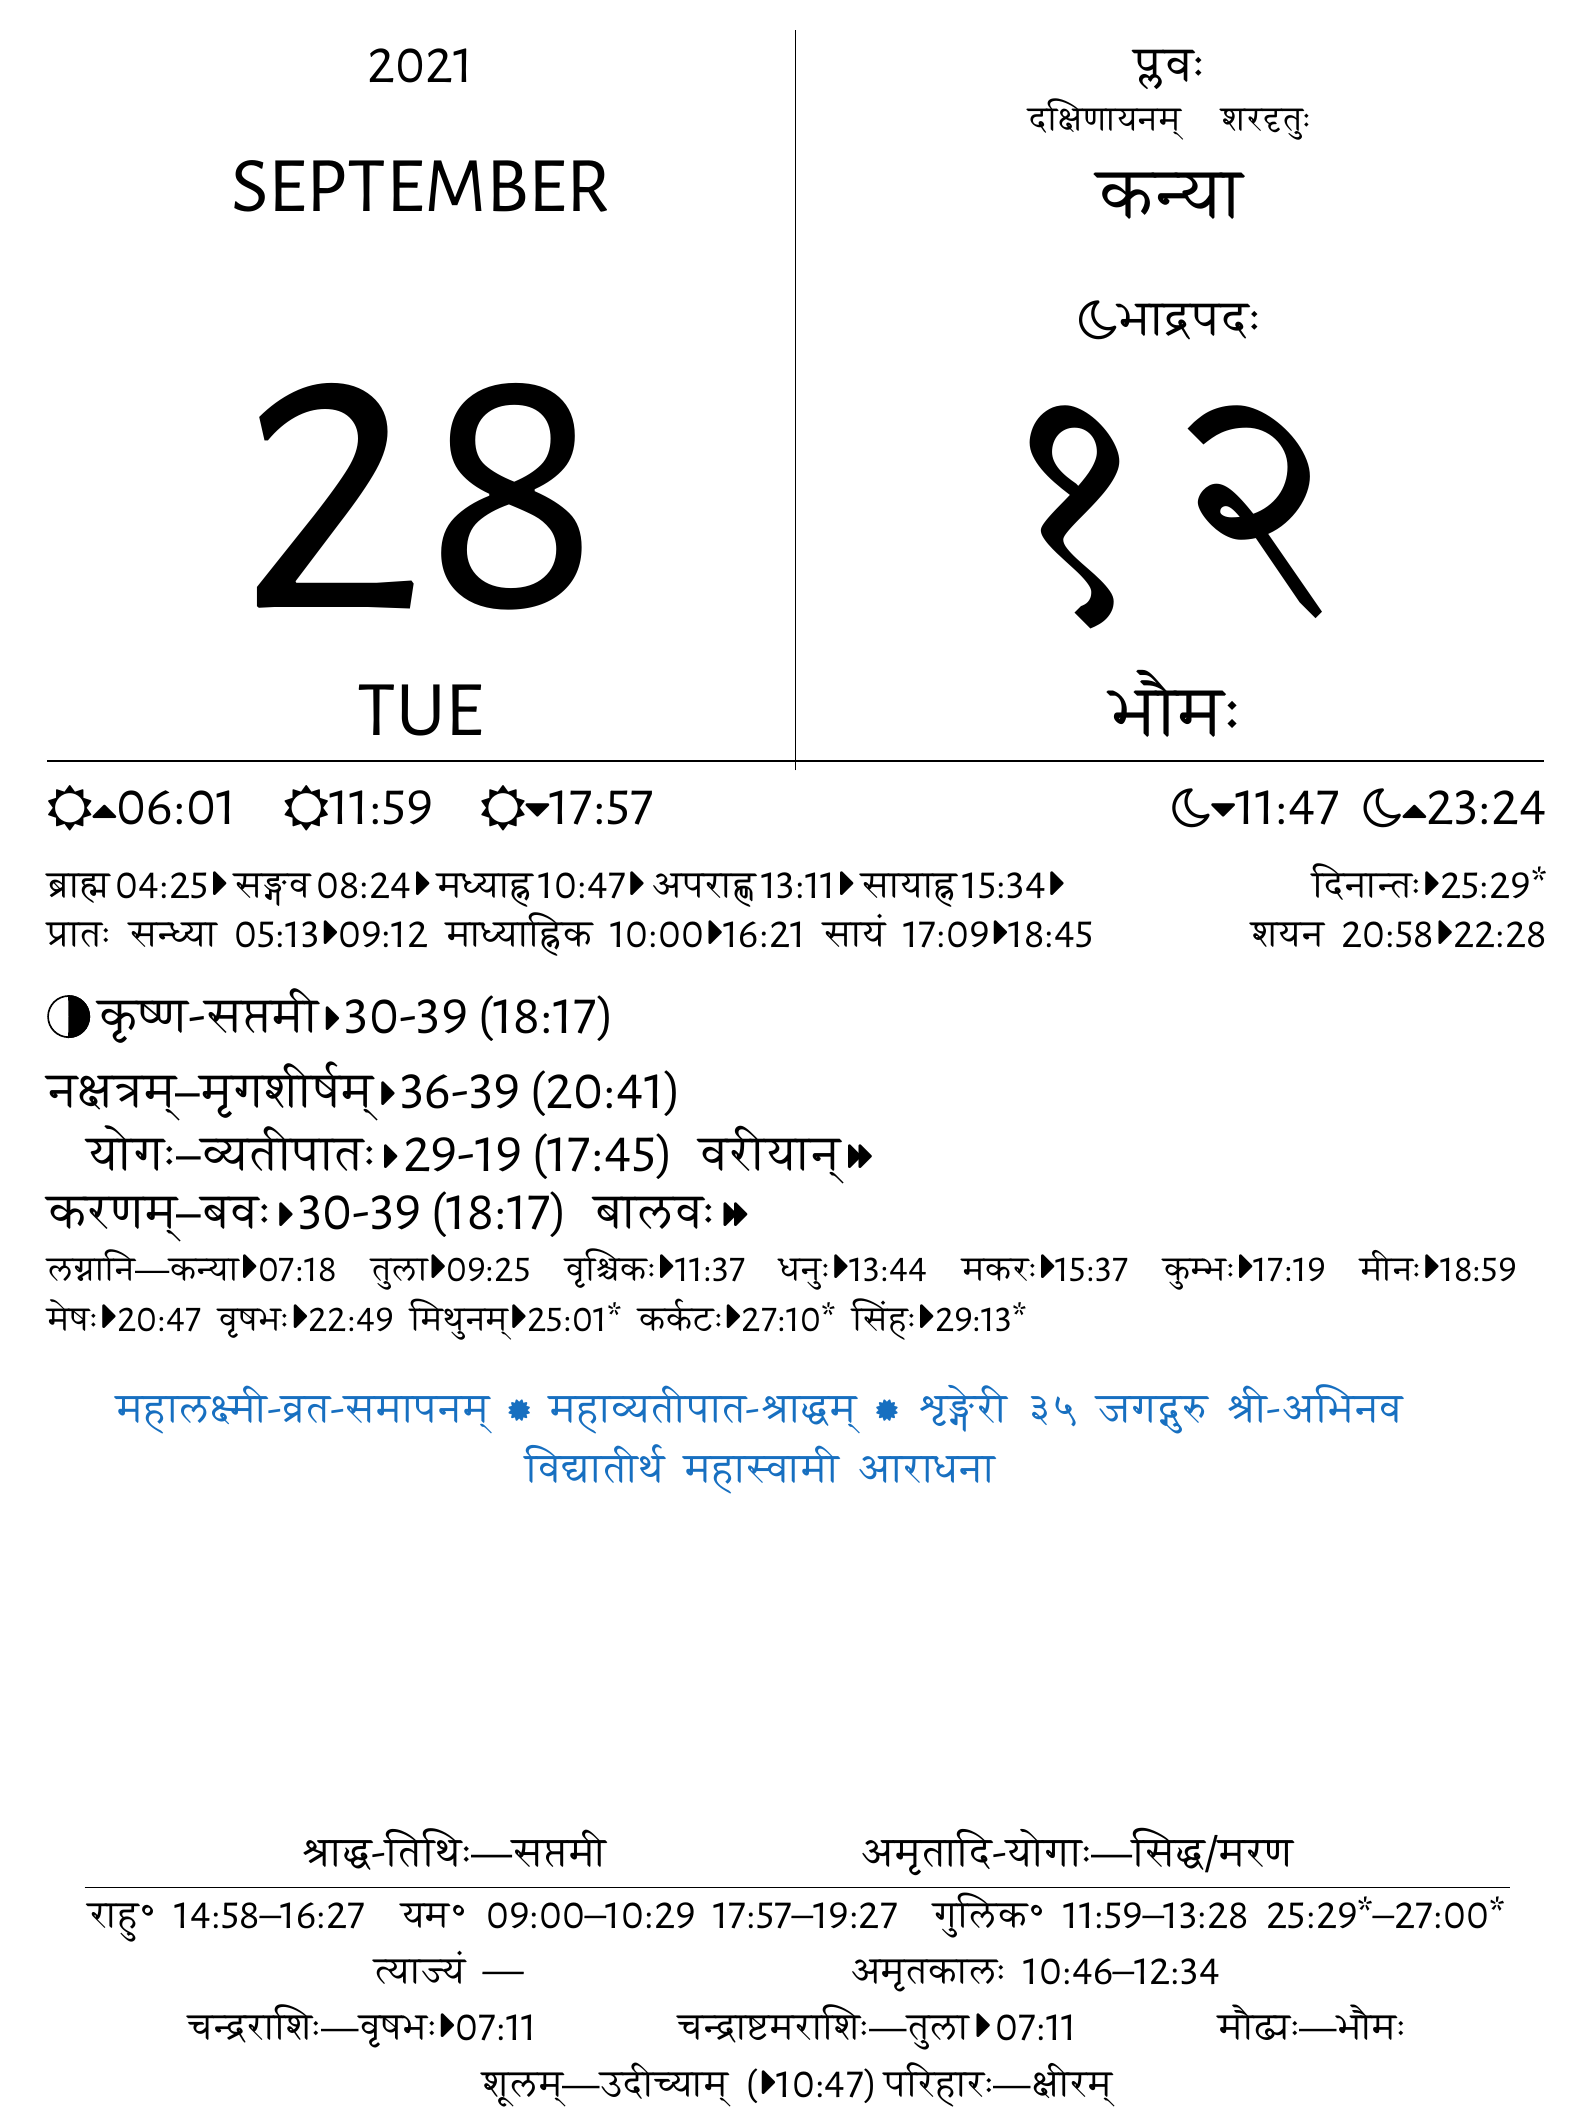 2021
SEPTEMBER
28
TUE
प्लवः
दक्षिणायनम् शरदृतुः
कन्या
भाद्रपदः
१२
भौमः
06:01 11:59 17:57 11:47 23:24
ब्राह्म 04:25 सङ्गव 08:24 मध्याह्न 10:47 अपराह्ण 13:11 सायाह्न 15:34 दिनान्तः 25:29*
प्रातः सन्ध्या 05:13 09:12 माध्याह्निक 10:00 16:21 सायं 17:09 18:45 शयन 20:58 22:28
कृष्ण-सप्तमी 30-39 (18:17)
नक्षत्रम्–मृगशीर्षम् 36-39 (20:41)
योगः–व्यतीपातः 29-19 (17:45) वरीयान्
करणम्–बवः 30-39 (18:17) बालवः
लग्नानि—कन्या 07:18 तुला 09:25 वृश्चिकः 11:37 धनुः 13:44 मकरः 15:37 कुम्भः 17:19 मीनः 18:59
मेषः 20:47 वृषभः 22:49 मिथुनम् 25:01* कर्कटः 27:10* सिंहः 29:13*
महालक्ष्मी-व्रत-समापनम् महाव्यतीपात-श्राद्धम् शृङ्गेरी ३५ जगद्गुरु श्री-अभिनव
विद्यातीर्थ महास्वामी आराधना
श्राद्ध-तिथिः—सप्तमी अमृतादि-योगाः—सिद्ध/मरण
राहु॰ 14:58–16:27 यम॰ 09:00–10:29 17:57–19:27 गुलिक॰ 11:59–13:28 25:29*–27:00*
त्याज्यं — अमृतकालः 10:46–12:34
चन्द्रराशिः—वृषभः 07:11 चन्द्राष्टमराशिः—तुला 07:11 मौढ्यः—भौमः
शूलम्—उदीच्याम् ( 10:47) परिहारः—क्षीरम्